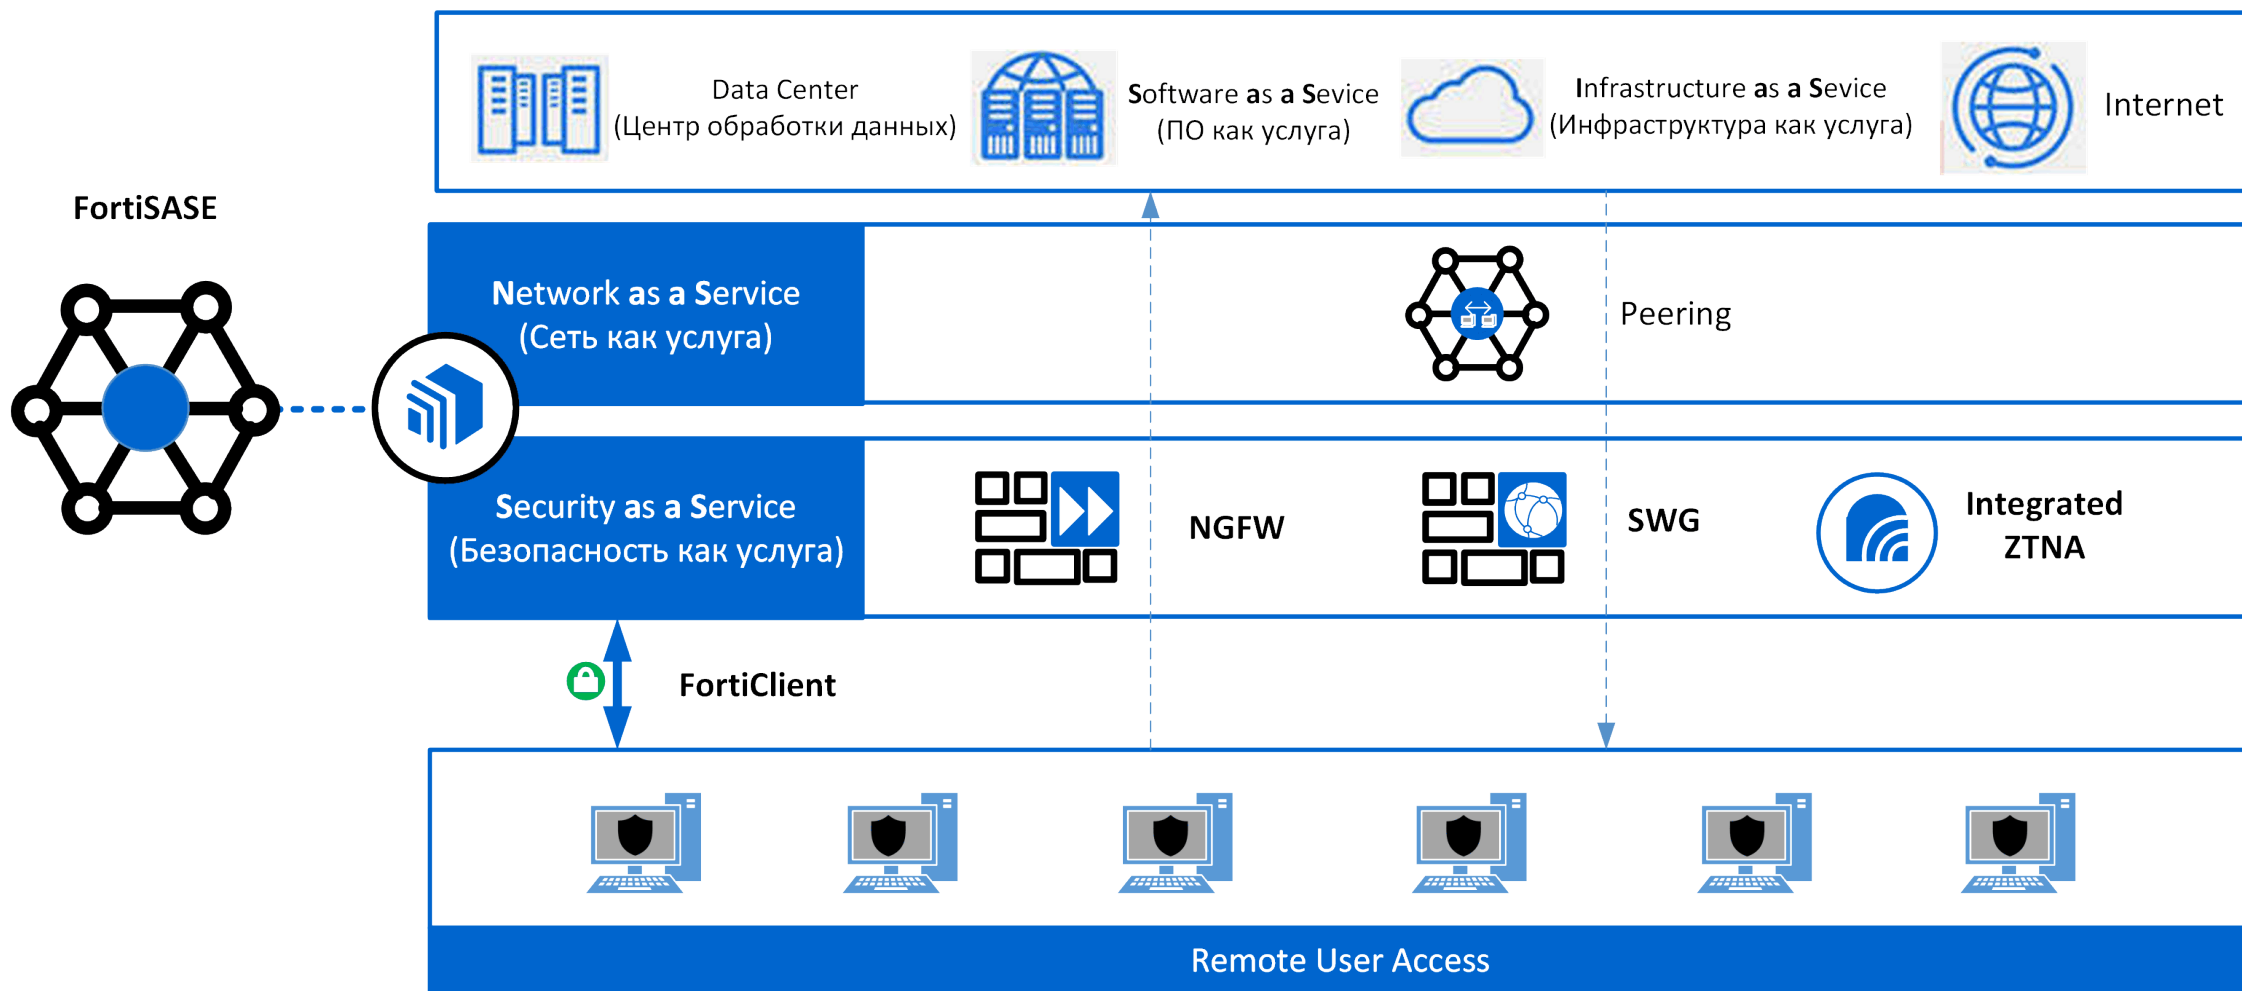 Data Center
(Центр обработки данных)
Software as a Sevice
(ПО как услуга)
Infrastructure as a Sevice
(Инфраструктура как услуга)
Internet
FortiSASE
Network as a Service
(Сеть как услуга)
Peering
Security as a Service
(Безопасность как услуга)
NGFW
SWG
Integrated
ZTNA
FortiClient
Remote User Access